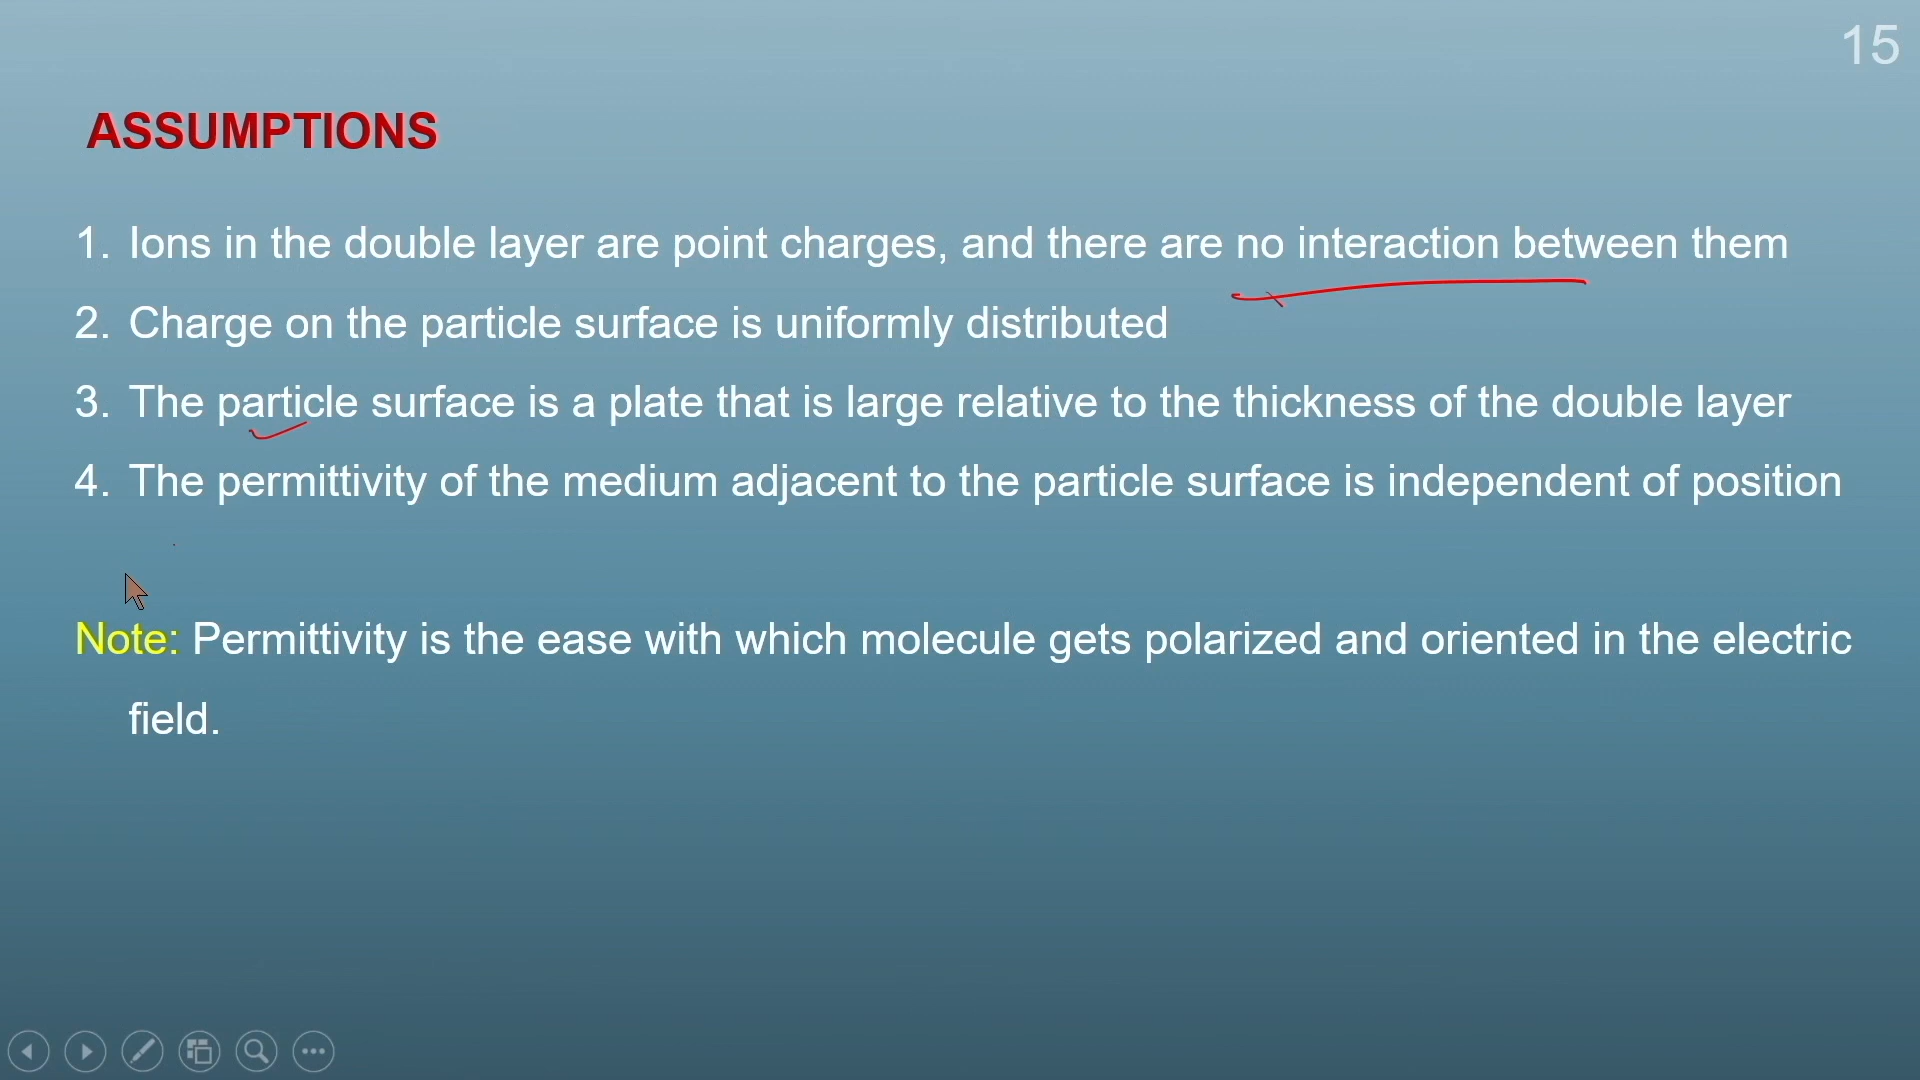 15
ASSUMPTIONS
1. Ions in the double layer are point charges, and there are no interaction between them
2. Charge on the particle surface is uniformly distributed
3. The particle surface is a plate that is large relative to the thickness of the double layer
4. The permittivity of the medium adjacent to the particle surface is independent of position
Note: Permittivity is the ease with which molecule gets polarized and oriented in the electric
field.